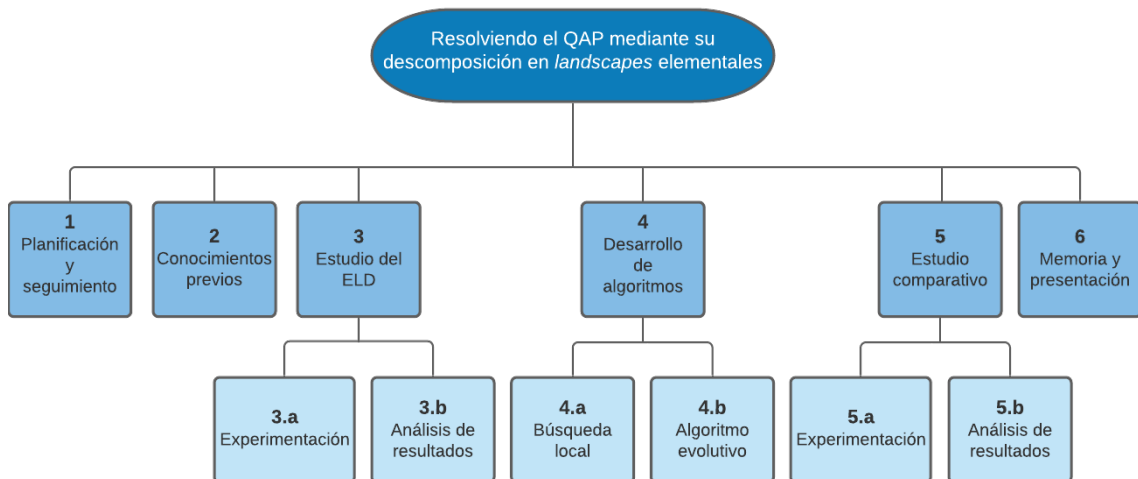 Resolviendo el QAP mediante su
descomposición en landscapes elementales
1
Planificación
y
seguimiento
2
Conocimientos
previos
3
Estudio del
ELD
4
Desarrollo
de
algoritmos
5
Estudio
comparativo
6
Memoria y
presentación
3.a
Experimentación
3.b
Análisis de
resultados
4.a
Búsqueda
local
4.b
Algoritmo
evolutivo
5.a
Experimentación
5.b
Análisis de
resultados